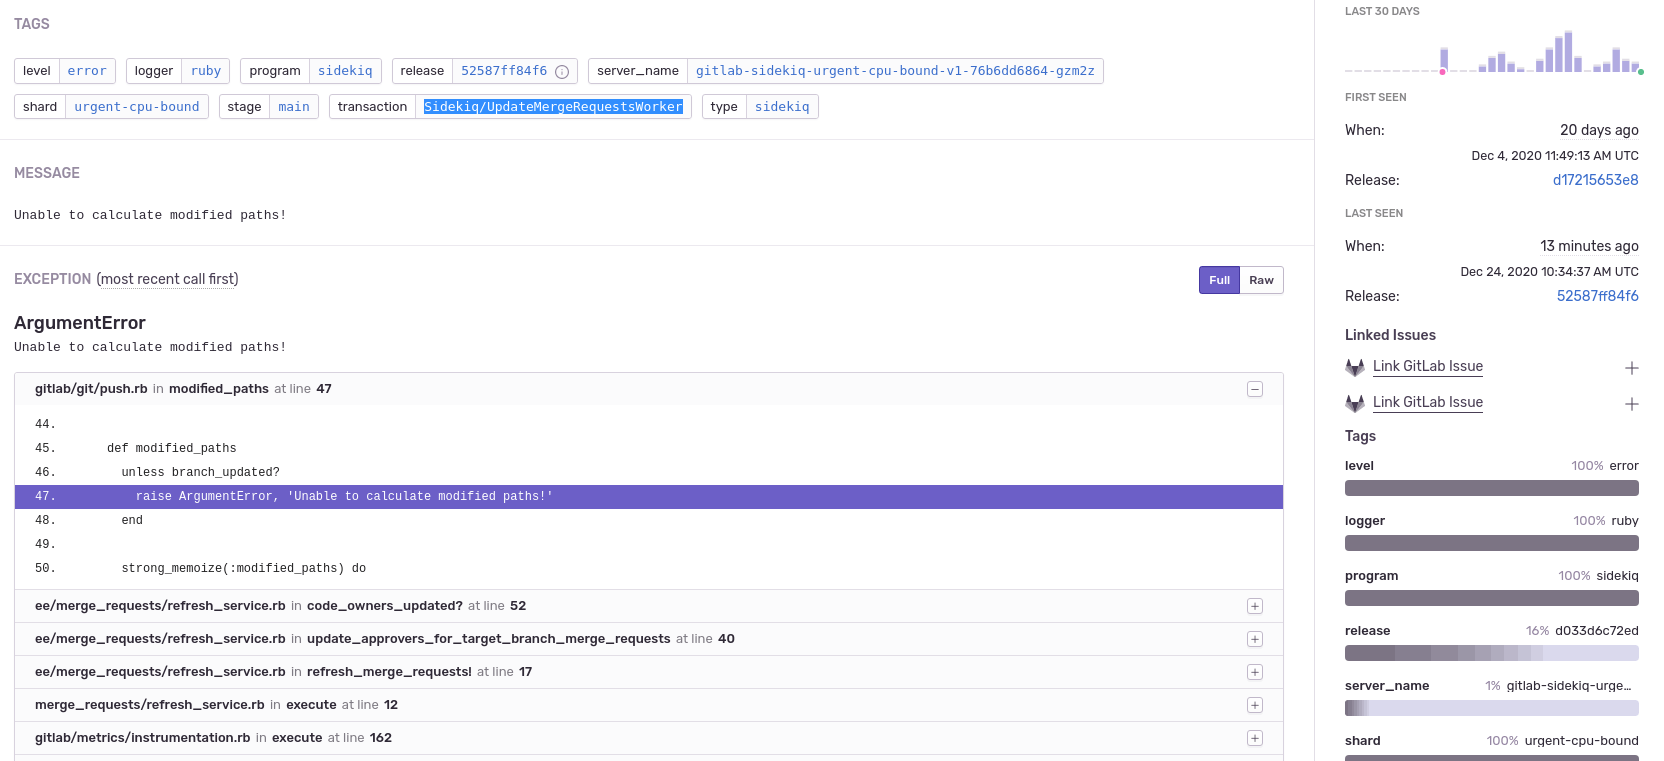 TAGS
level error logger ruby program sidekiq release 52587ff84f6 server_name gitlab-sidekiq-urgent-cpu-bound-v1-76b6dd6864-gzm2z
shard urgent-cpu-bound stage main transaction Sidekiq/UpdateMergeRequestsWorker type sidekiq
MESSAGE
Unable to calculate modified paths!
EXCEPTION (most recent call first) Full Raw
ArgumentError
Unable to calculate modified paths!
gitlab/git/push.rb in modified_paths at line 47
44.
45. def modified_paths
46. unless branch_updated?
47. raise ArgumentError, 'Unable to calculate modified paths!'
48. end
49.
50. strong_memoize(:modified_paths) do
ee/merge_requests/refresh_service.rb in code_owners_updated? at line 52
ee/merge_requests/refresh_service.rb in update_approvers_for_target_branch_merge_requests at line 40
ee/merge_requests/refresh_service.rb in refresh_merge_requests! at line 17
merge_requests/refresh_service.rb in execute at line 12
gitlab/metrics/instrumentation.rb in execute at line 162
LAST 30 DAYS
FIRST SEEN
When: 20 days ago
Dec 4, 2020 11:49:13 AM UTC
Release: d17215653e8
LAST SEEN
When: 13 minutes ago
Dec 24, 2020 10:34:37 AM UTC
Release: 52587ff84f6
Linked Issues
Link GitLab Issue
Link GitLab Issue
Tags
level 100% error
logger 100% ruby
program 100% sidekiq
release 16% d033d6c72ed
server_name 1% gitlab-sidekiq-urge...
shard 100% urgent-cpu-bound